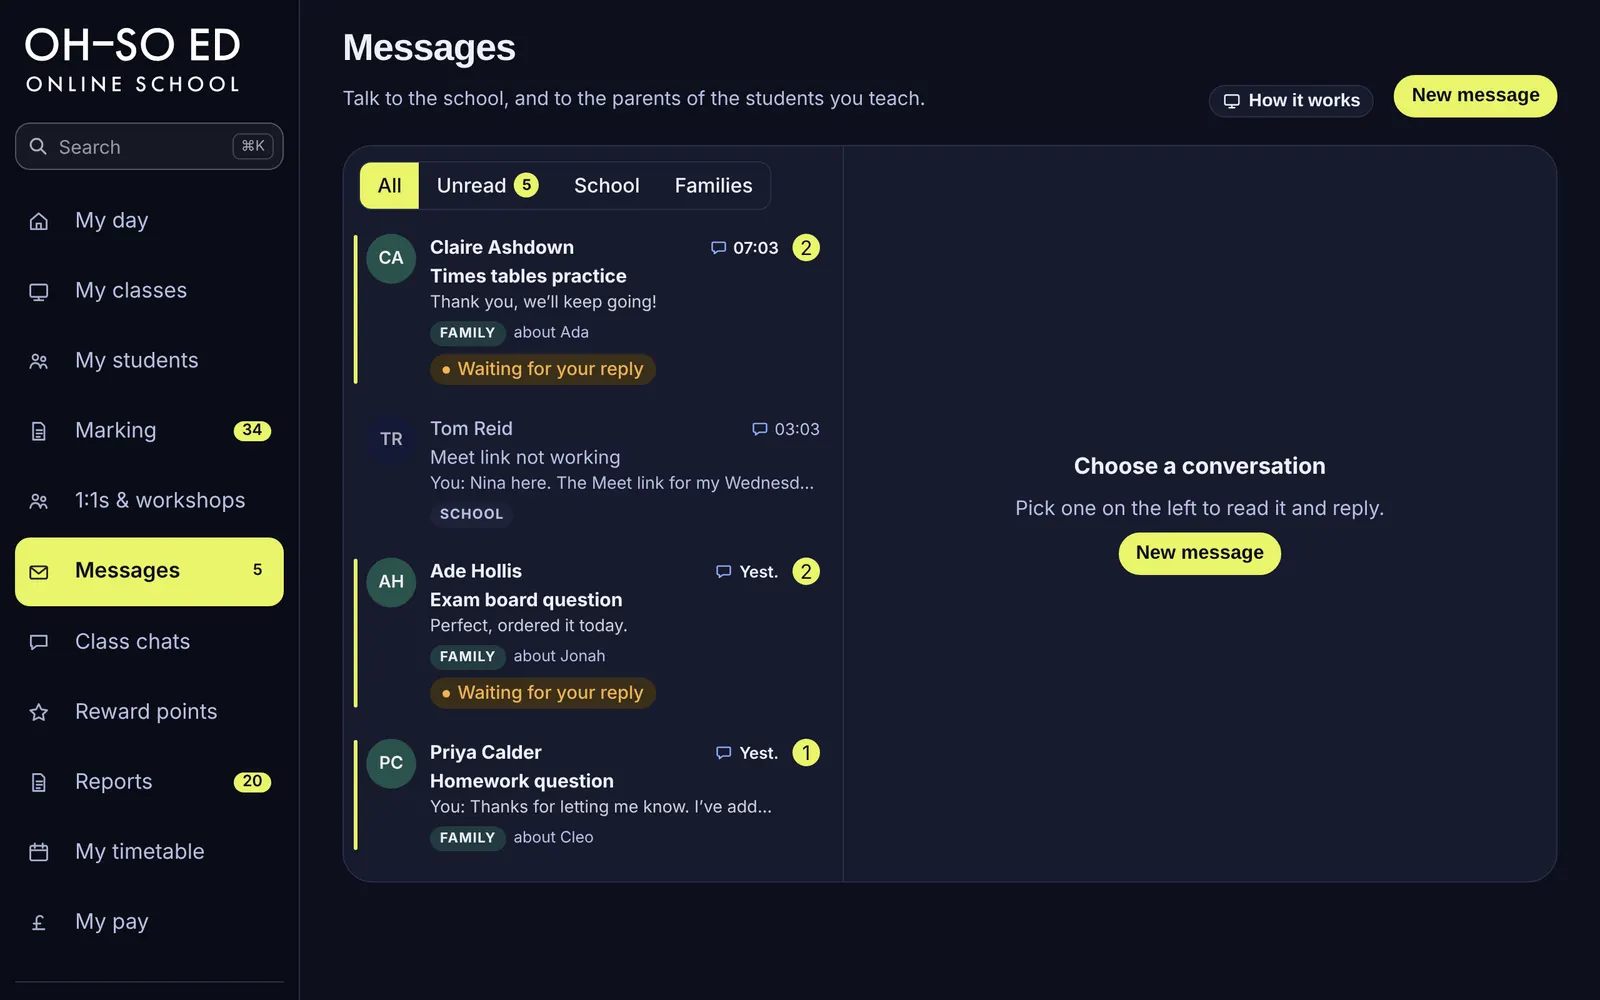 OH-SO ED
ONLINE SCHOOL
Search ⌘K
My day
My classes
My students
Marking 34
1:1s & workshops
Messages 5
Class chats
Reward points
Reports 20
My timetable
£ My pay
Messages
Talk to the school, and to the parents of the students you teach.
How it works
New message
All Unread 5 School Families
CA Claire Ashdown 07:03 2
Times tables practice
Thank you, we’ll keep going!
FAMILY about Ada
Waiting for your reply
TR Tom Reid 03:03
Meet link not working
You: Nina here. The Meet link for my Wednesd...
SCHOOL
AH Ade Hollis Yest. 2
Exam board question
Perfect, ordered it today.
FAMILY about Jonah
Waiting for your reply
PC Priya Calder Yest. 1
Homework question
You: Thanks for letting me know. I’ve add...
FAMILY about Cleo
Choose a conversation
Pick one on the left to read it and reply.
New message